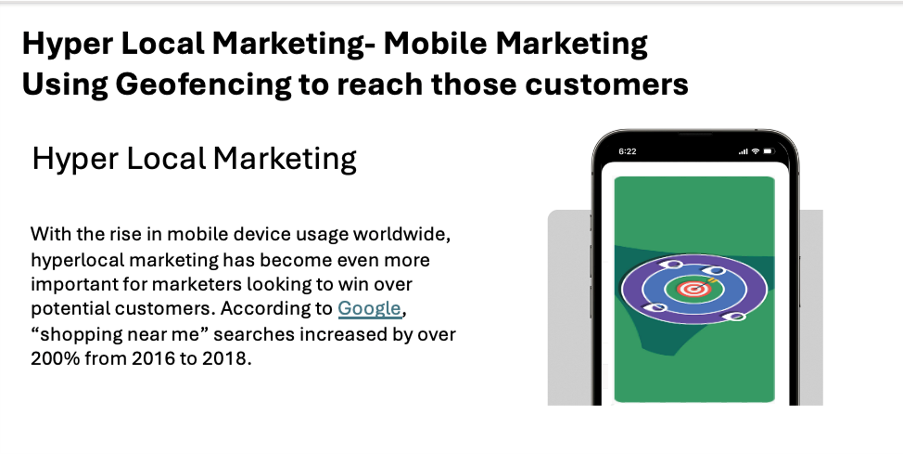 Hyper Local Marketing- Mobile Marketing
Using Geofencing to reach those customers
Hyper Local Marketing
With the rise in mobile device usage worldwide,
hyperlocal marketing has become even more
important for marketers looking to win over
potential customers. According to Google,
“shopping near me” searches increased by over
200% from 2016 to 2018.
6:22